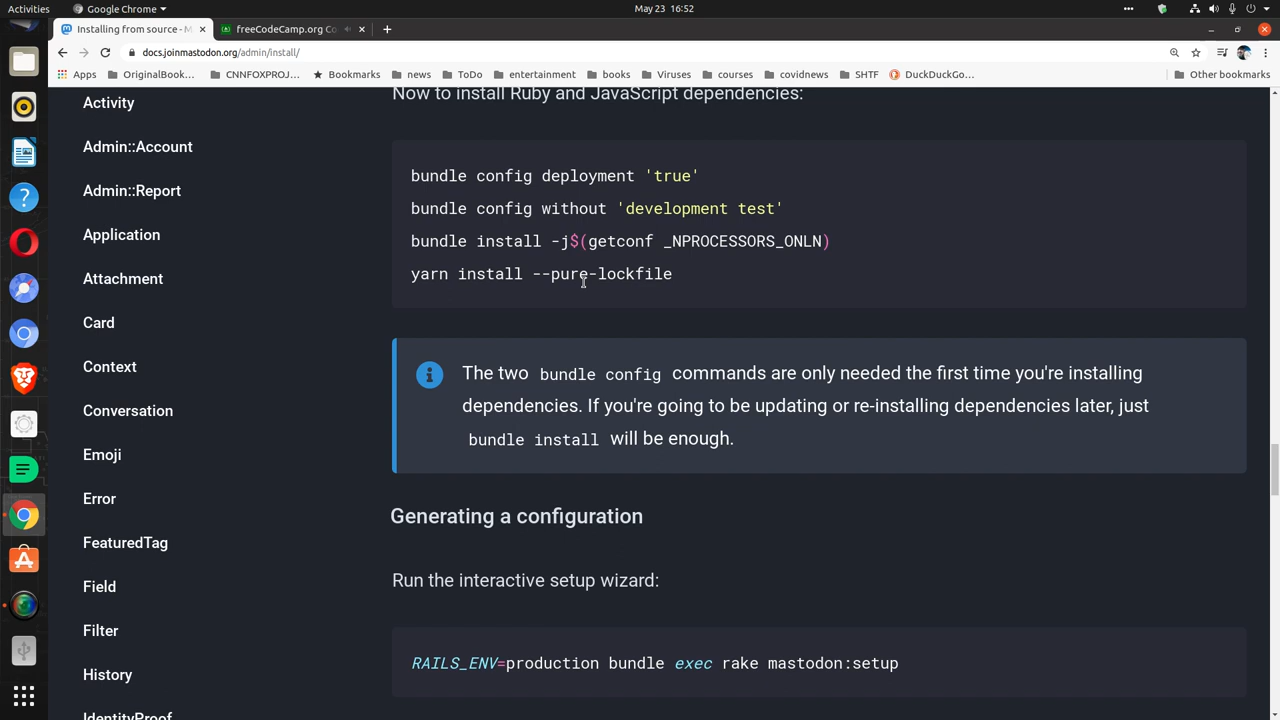 Activities
Google Chrome
May 23 16:52
Installing from source - M
freeCodeCamp.org Co
docs.joinmastodon.org/admin/install/
Apps
OriginalBook...
CNNFOXPROJ...
Bookmarks
news
ToDo
entertainment
books
Viruses
courses
covidnews
SHTF
DuckDuckGo...
Other bookmarks
Activity
Admin::Account
Admin::Report
Application
Attachment
Card
Context
Conversation
Emoji
Error
FeaturedTag
Field
Filter
History
IdentityProof
Now to install Ruby and JavaScript dependencies:
bundle config deployment 'true'
bundle config without 'development test'
bundle install -j$(getconf _NPROCESSORS_ONLN)
yarn install --pure-lockfile
The two bundle config commands are only needed the first time you're installing
dependencies. If you're going to be updating or re-installing dependencies later, just
bundle install will be enough.
Generating a configuration
Run the interactive setup wizard:
RAILS_ENV=production bundle exec rake mastodon:setup